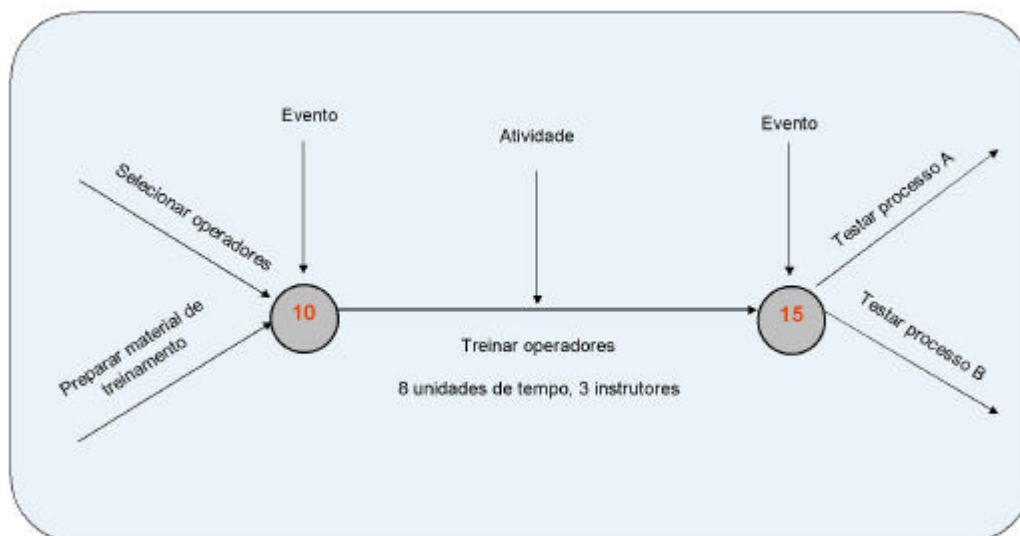 Evento
Atividade
Evento
Selecionar operadores
Preparar material de
treinamento
10
15
Treinar operadores
8 unidades de tempo, 3 instrutores
Testar processo A
Testar processo B